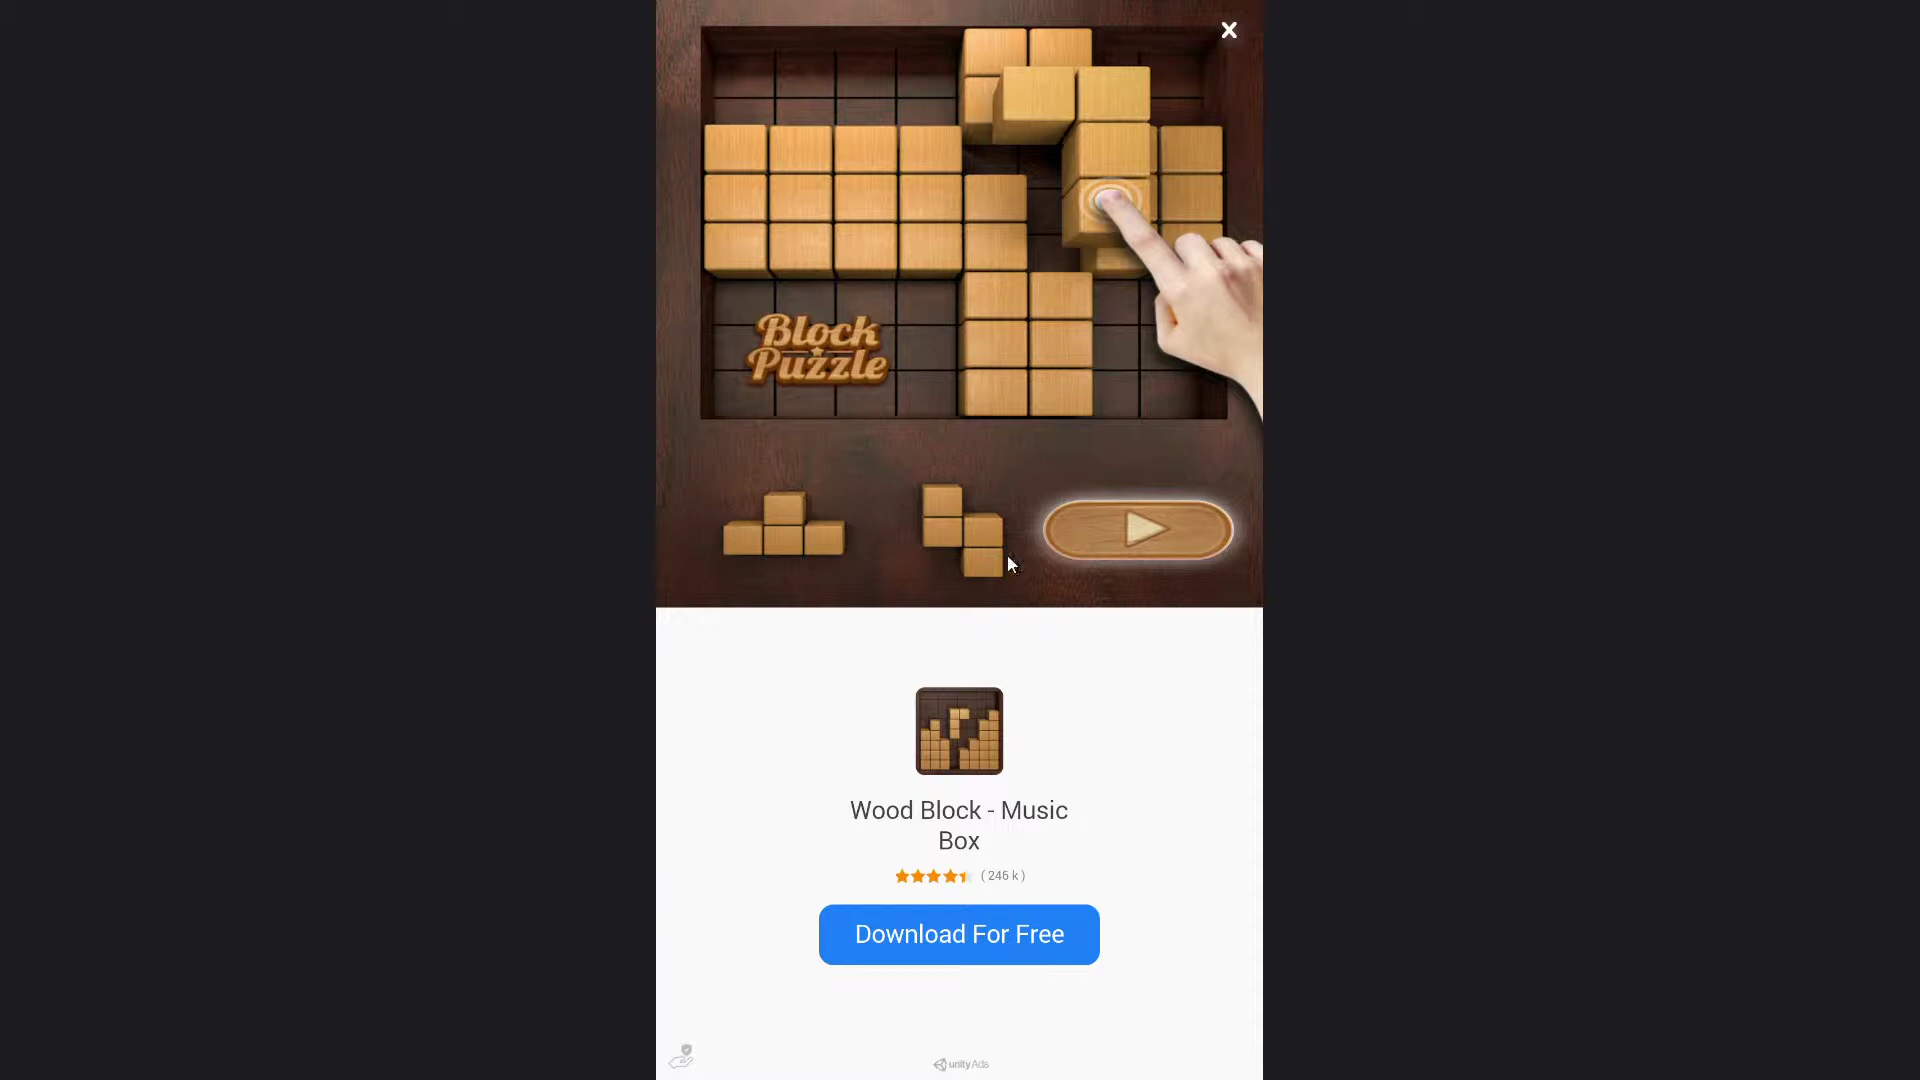 Block
Puzzle
Wood Block - Music
Box
( 246 k )
Download For Free
unity Ads